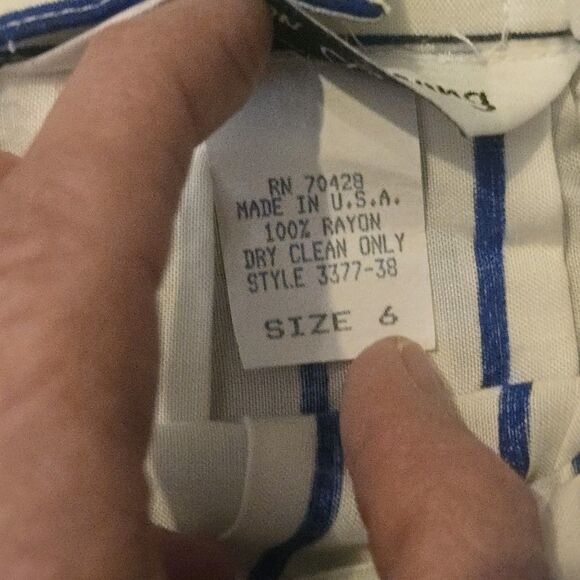 RN 70428
MADE IN U.S.A.
100% RAYON
DRY CLEAN ONLY
STYLE 3377-38
SIZE 6